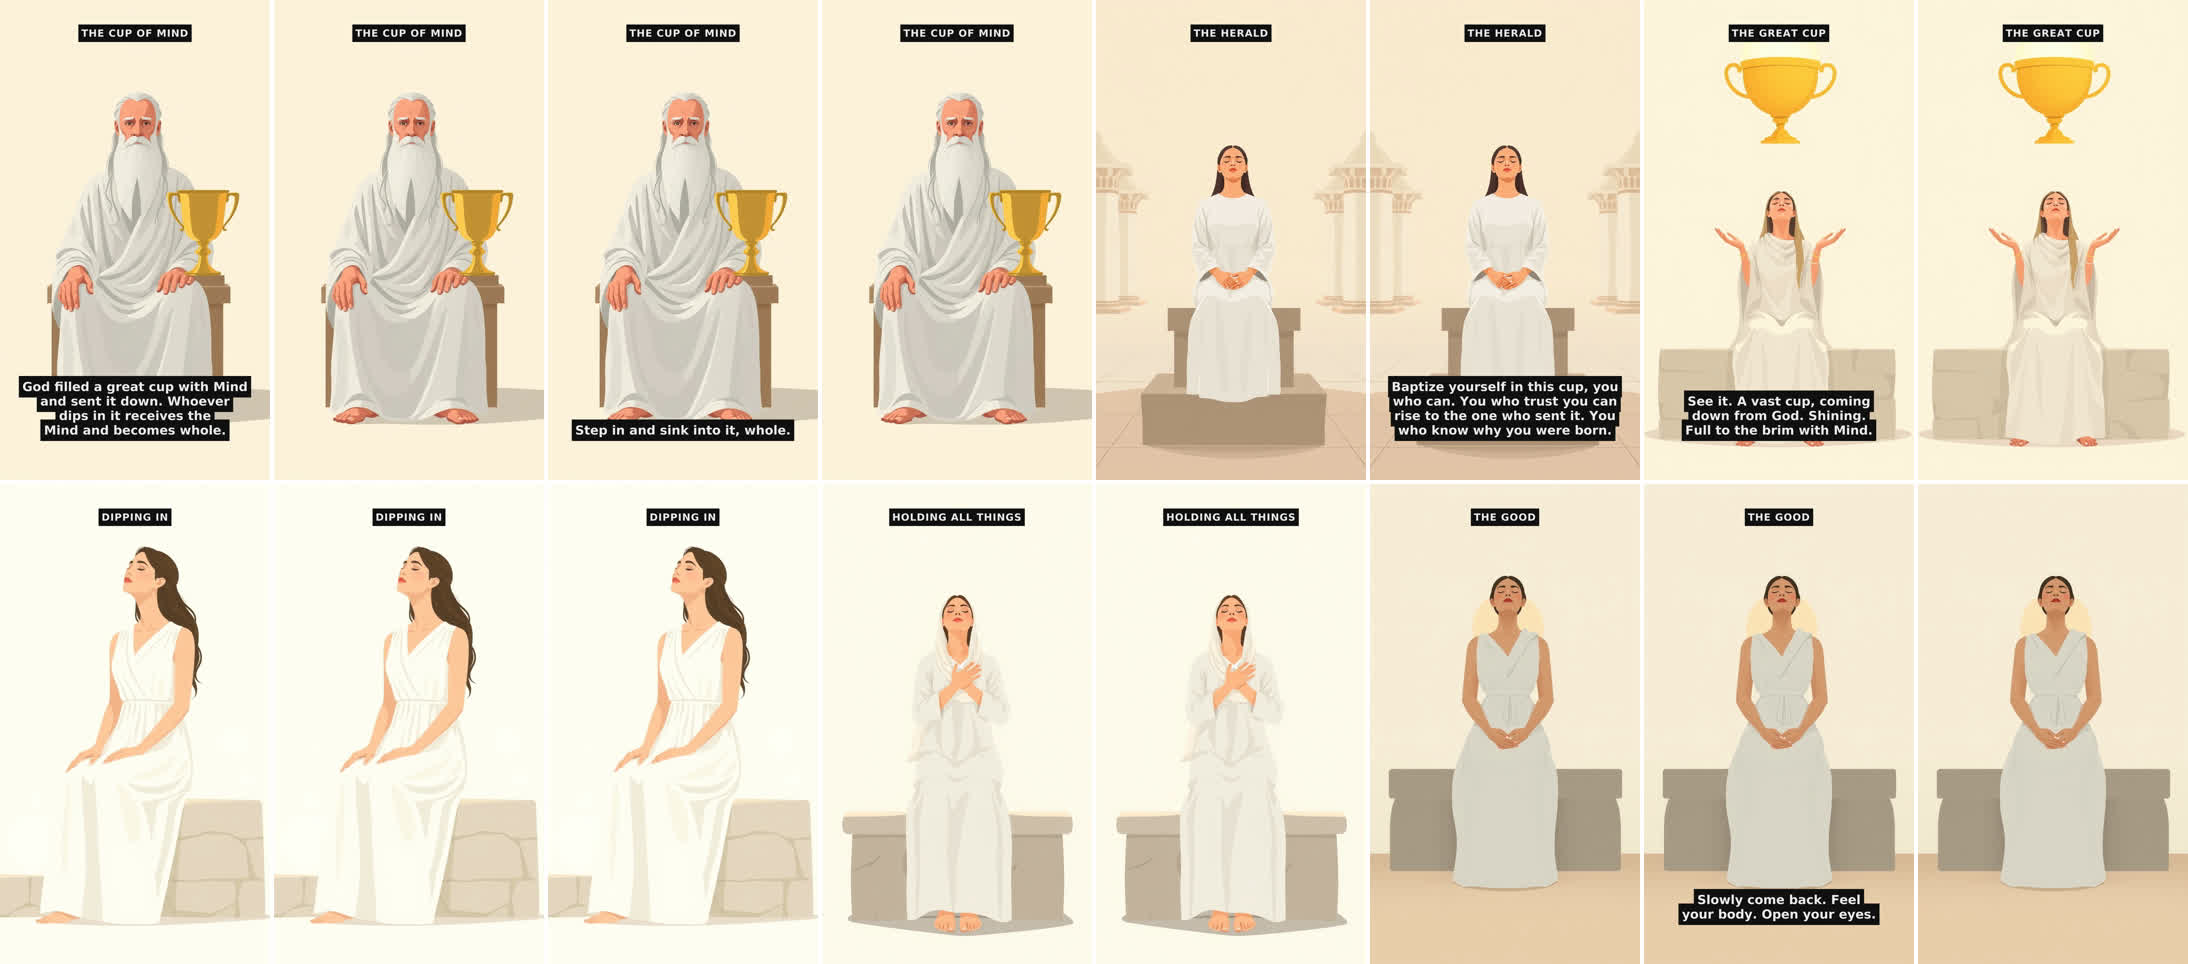 THE CUP OF MIND
God filled a great cup with Mind
and sent it down. Whoever
dips in it receives the
Mind and becomes whole.
THE CUP OF MIND
THE CUP OF MIND
Step in and sink into it, whole.
THE CUP OF MIND
THE HERALD
THE HERALD
Baptize yourself in this cup, you
who can. You who trust you can
rise to the one who sent it. You
who know why you were born.
THE GREAT CUP
See it. A vast cup, coming
down from God. Shining.
Full to the brim with Mind.
THE GREAT CUP
DIPPING IN
DIPPING IN
DIPPING IN
HOLDING ALL THINGS
HOLDING ALL THINGS
THE GOOD
THE GOOD
Slowly come back. Feel
your body. Open your eyes.